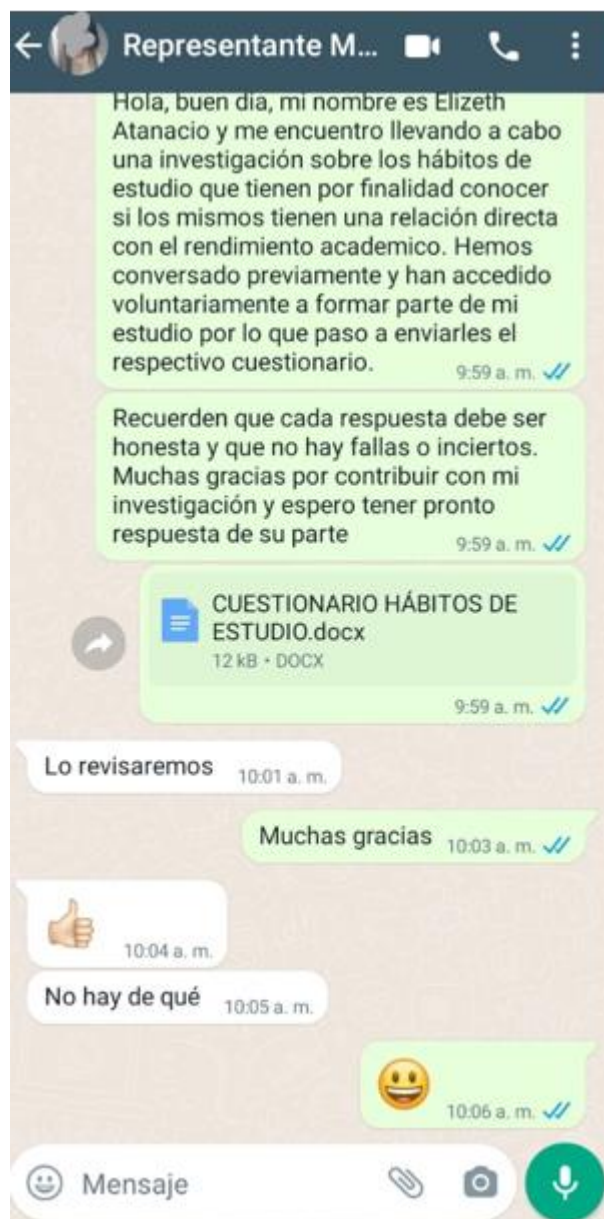 Representante M...
Hola, buen día, mi nombre es Elizeth
Atanacio y me encuentro llevando a cabo
una investigación sobre los hábitos de
estudio que tienen por finalidad conocer
si los mismos tienen una relación directa
con el rendimiento academico. Hemos
conversado previamente y han accedido
voluntariamente a formar parte de mi
estudio por lo que paso a enviarles el
respectivo cuestionario.
9:59 a. m.
Recuerden que cada respuesta debe ser
honesta y que no hay fallas o inciertos.
Muchas gracias por contribuir con mi
investigación y espero tener pronto
respuesta de su parte
9:59 a. m.
CUESTIONARIO HÁBITOS DE
ESTUDIO.docx
12 kB • DOCX
9:59 a. m.
Lo revisaremos 10:01 a. m.
Muchas gracias 10:03 a. m.
10:04 a. m.
No hay de qué 10:05 a. m.
10:06 a. m.
Mensaje